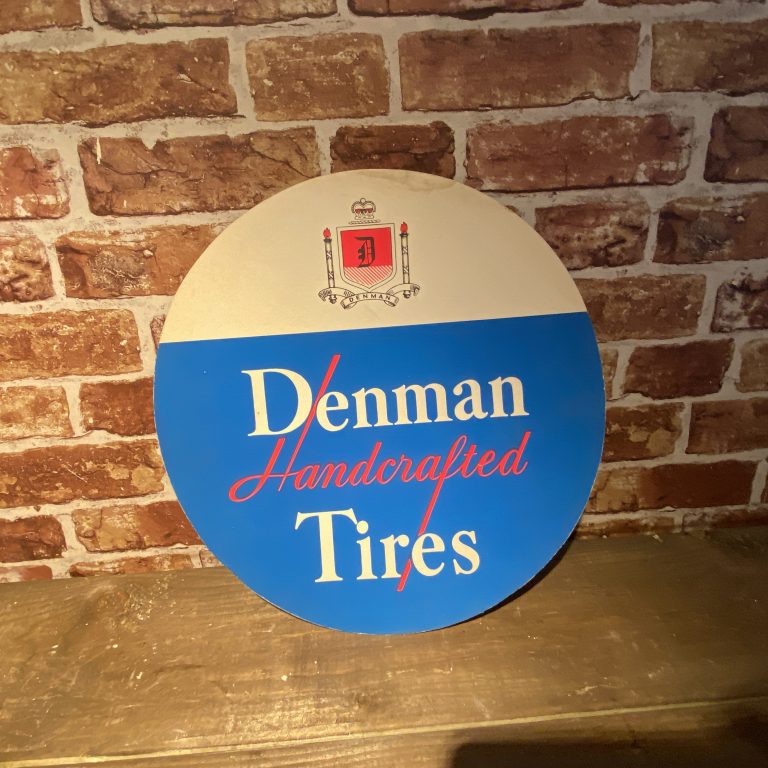 D
DENMAN
Denman
Handcrafted
Tires